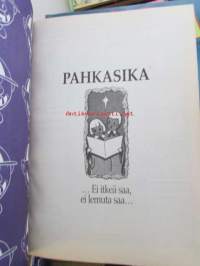 PAHKASIKA
...Ei itkeä saa,
ei lemuta saa...